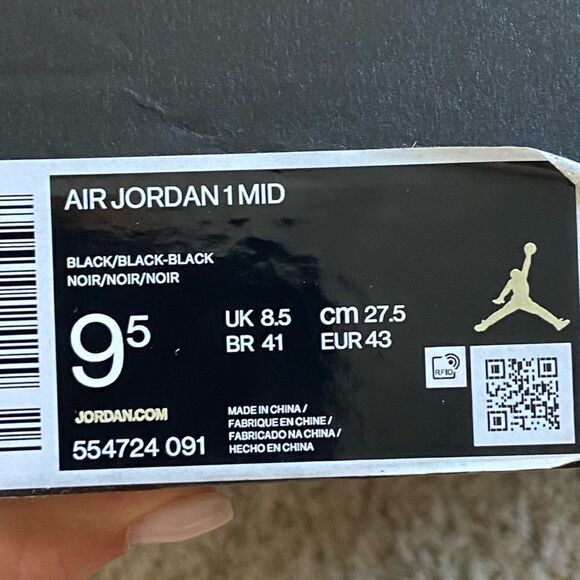 AIR JORDAN 1 MID
BLACK/BLACK-BLACK
NOIR/NOIR/NOIR
95
UK 8.5 cm 27.5
BR 41 EUR 43
RFID
JORDAN.COM
554724 091
MADE IN CHINA /
FABRIQUE EN CHINE /
FABRICADO NA CHINA /
HECHO EN CHINA